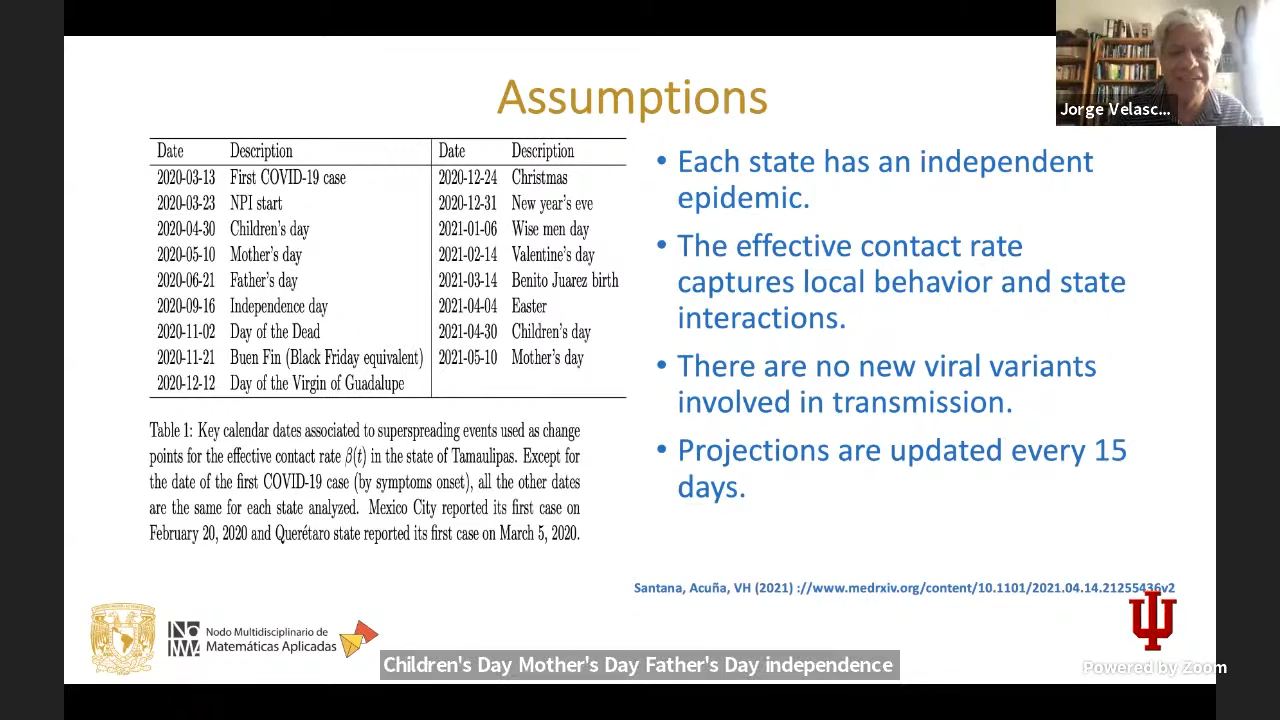 Assumptions
Jorge Velasc...
Date Description Date Description
2020-03-13 First COVID-19 case 2020-12-24 Christmas
2020-03-23 NPI start 2020-12-31 New year's eve
2020-04-30 Children's day 2021-01-06 Wise men day
2020-05-10 Mother's day 2021-02-14 Valentine's day
2020-06-21 Father's day 2021-03-14 Benito Juarez birth
2020-09-16 Independence day 2021-04-04 Easter
2020-11-02 Day of the Dead 2021-04-30 Children's day
2020-11-21 Buen Fin (Black Friday equivalent) 2021-05-10 Mother's day
2020-12-12 Day of the Virgin of Guadalupe
Table 1: Key calendar dates associated to superspreading events used as change
points for the effective contact rate β(t) in the state of Tamaulipas. Except for
the date of the first COVID-19 case (by symptoms onset), all the other dates
are the same for each state analyzed. Mexico City reported its first case on
February 20, 2020 and Querétaro state reported its first case on March 5, 2020.
• Each state has an independent
epidemic.
• The effective contact rate
captures local behavior and state
interactions.
• There are no new viral variants
involved in transmission.
• Projections are updated every 15
days.
Santana, Acuña, VH (2021) ://www.medrxiv.org/content/10.1101/2021.04.14.21255436v2
Nodo Multidisciplinario de
Matemáticas Aplicadas
Children's Day Mother's Day Father's Day independence
Powered by Zoom